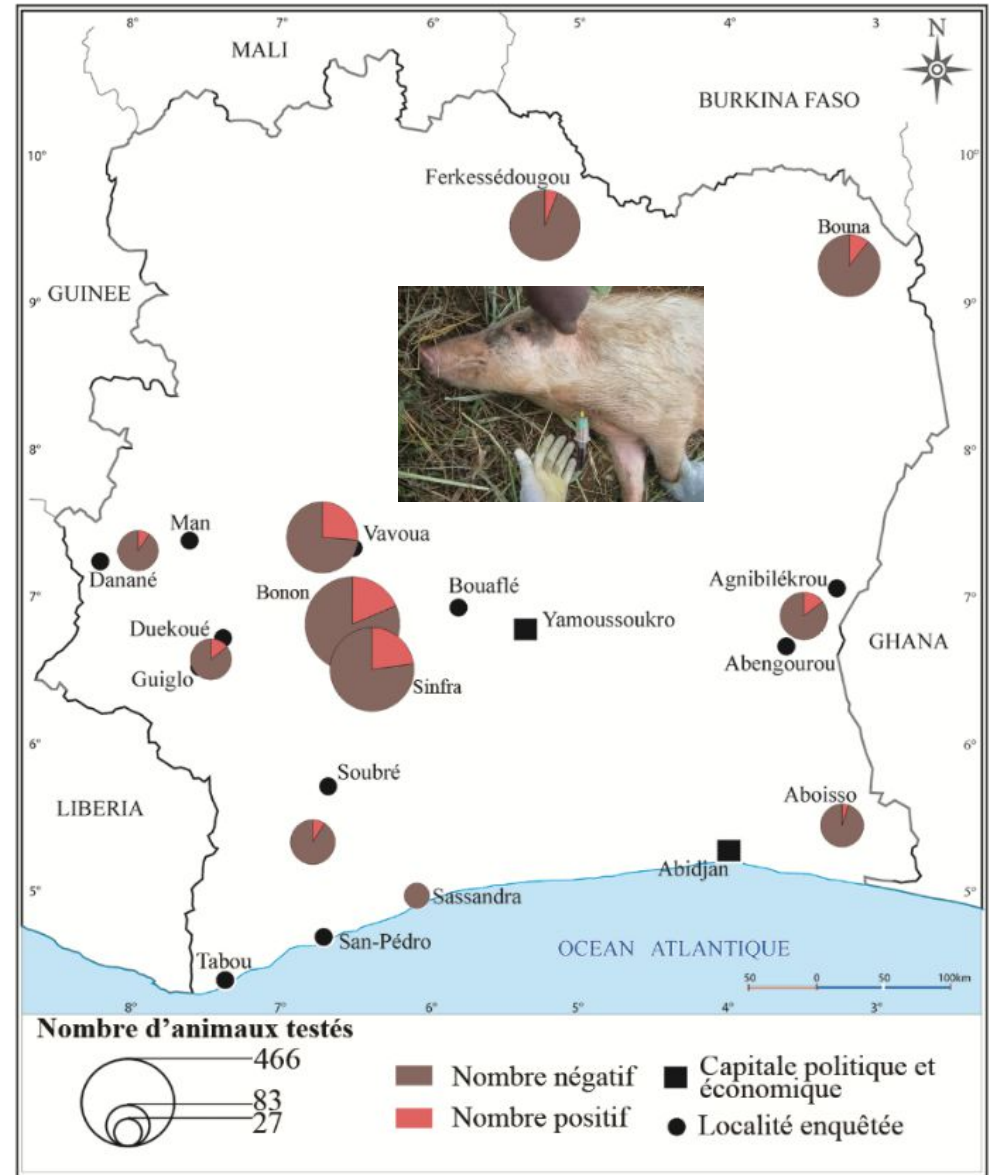 8° 7° 6° 5° 4° 3
N
MALI
BURKINA FASO
10° 10°
Ferkessédougou
Bouna
GUINEE
9° 9°
8° 8°
Man
Vavoua
Danané
Bonon
Bouaflé
Agnibilékrou
7° 7°
Duekoué
Yamoussoukro
GHANA
Guiglo
Sinfra
Abengourou
6° 6°
Soubré
LIBERIA
Aboisso
Abidjan
5° 5°
Sassandra
San-Pédro
OCEAN ATLANTIQUE
Tabou
50 0 50 100km
8° 7° 6° 5° 4° 3°
Nombre d'animaux testés
466
83
27
Nombre négatif
Nombre positif
Capitale politique et
économique
Localité enquêtée